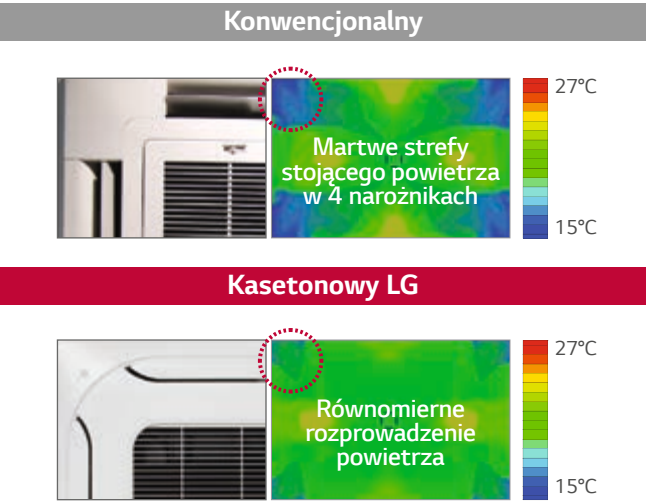 Konwencjonalny
27°C
Martwe strefy
stojącego powietrza
w 4 narożnikach
15°C
Kasetonowy LG
27°C
Równomierne
rozprowadzenie
powietrza
15°C